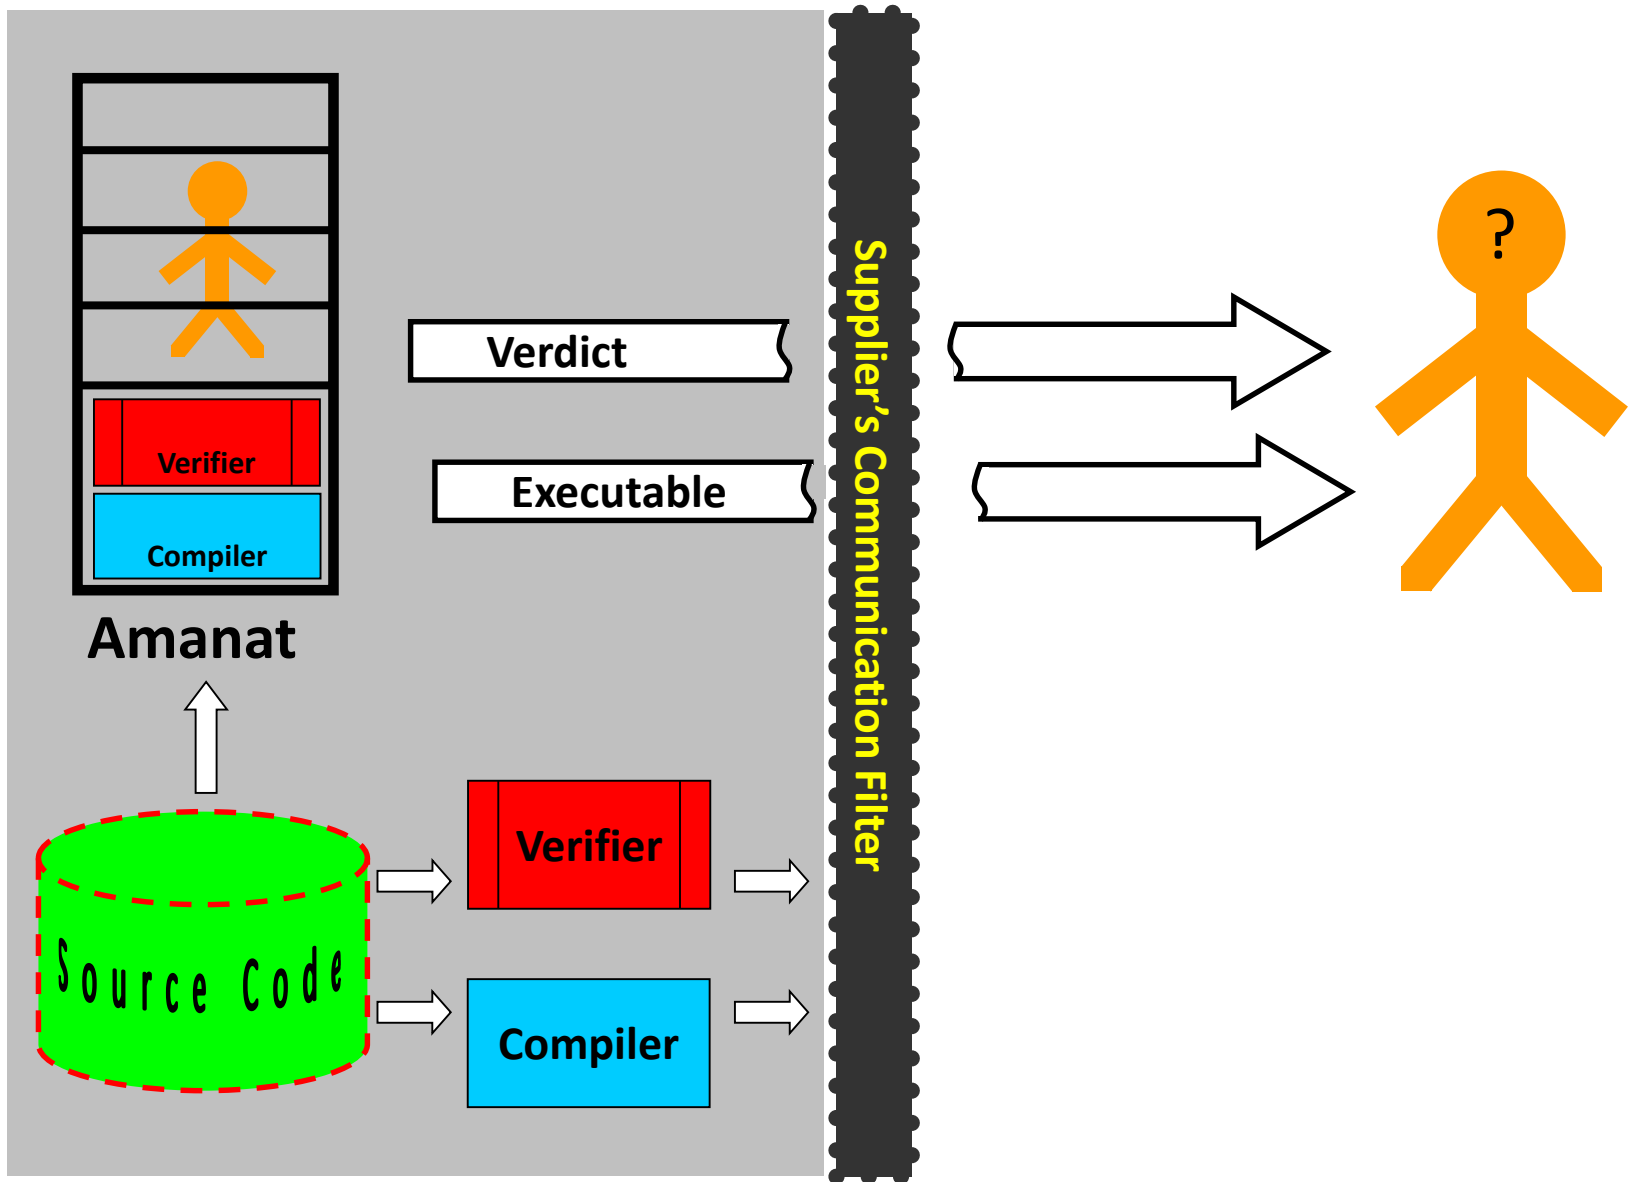 ?
Verdict
Verifier
Executable
Compiler
Amanat
Supplier's Communication Filter
Verifier
Source Code
Compiler